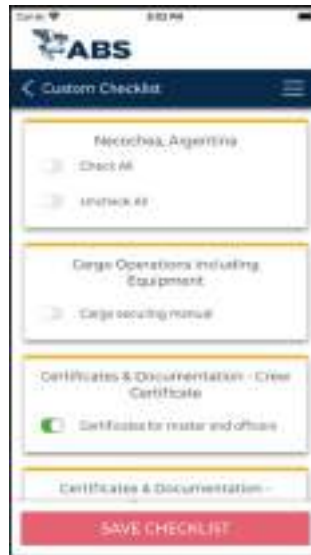 ABS
Custom Checklist
Necochea, Argentina
Check All
Uncheck All
Cargo Operations including
Equipment
Cargo securing manual
Certificates & Documentation - Crew
Certificate
Certificates for master and officers
Certificates & Documentation -
SAVE CHECKLIST